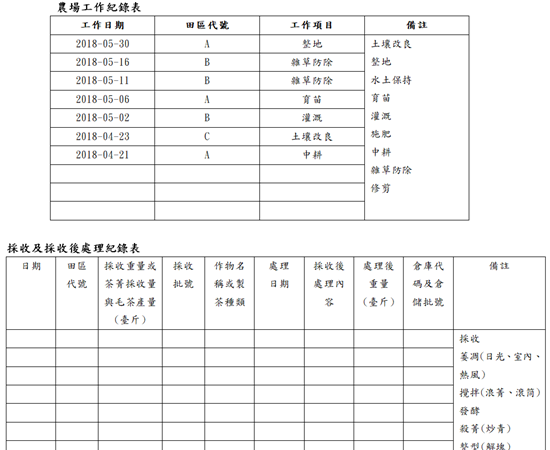 農場工作紀錄表
工作日期 田區代號 工作項目 備註
2018-05-30 A 整地 土壤改良
2018-05-16 B 雜草防除 整地
2018-05-11 B 雜草防除 水土保持
2018-05-06 A 育苗 育苗
2018-05-02 B 灌溉 灌溉
2018-04-23 C 土壤改良 施肥
2018-04-21 A 中耕 中耕
雜草防除
修剪
採收及採收後處理紀錄表
日期 田區 採收重量或 採收 作物名 處理 採收後 處理後 倉庫代 備註
代號 茶菁採收量 批號 稱或製 日期 處理內 重量 碼及倉
與毛茶產量 茶種類 容 (臺斤) 儲批號
(臺斤)
採收
萎凋(日光、室內、
熱風)
攪拌(浪菁、滾筒)
發酵
殺菁(炒青)
整型(解塊)